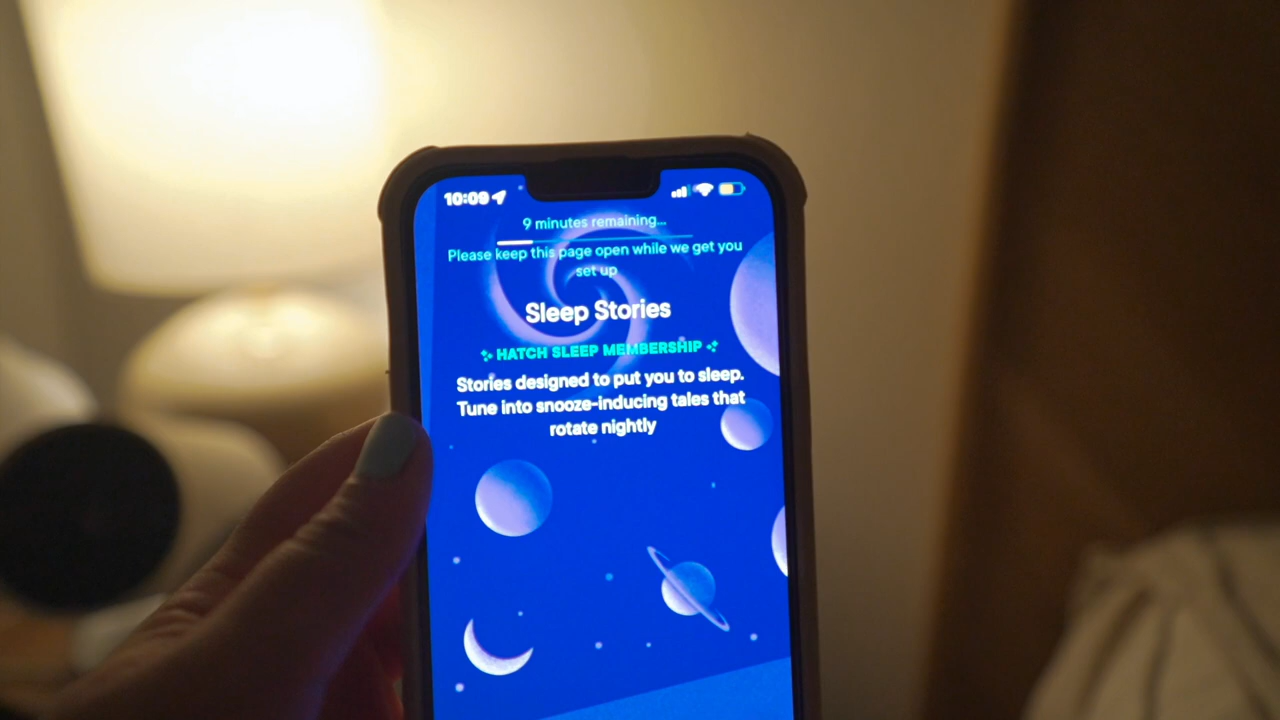 10:09
9 minutes remaining...
Please keep this page open while we get you
set up
Sleep Stories
HATCH SLEEP MEMBERSHIP
Stories designed to put you to sleep.
Tune into snooze-inducing tales that
rotate nightly